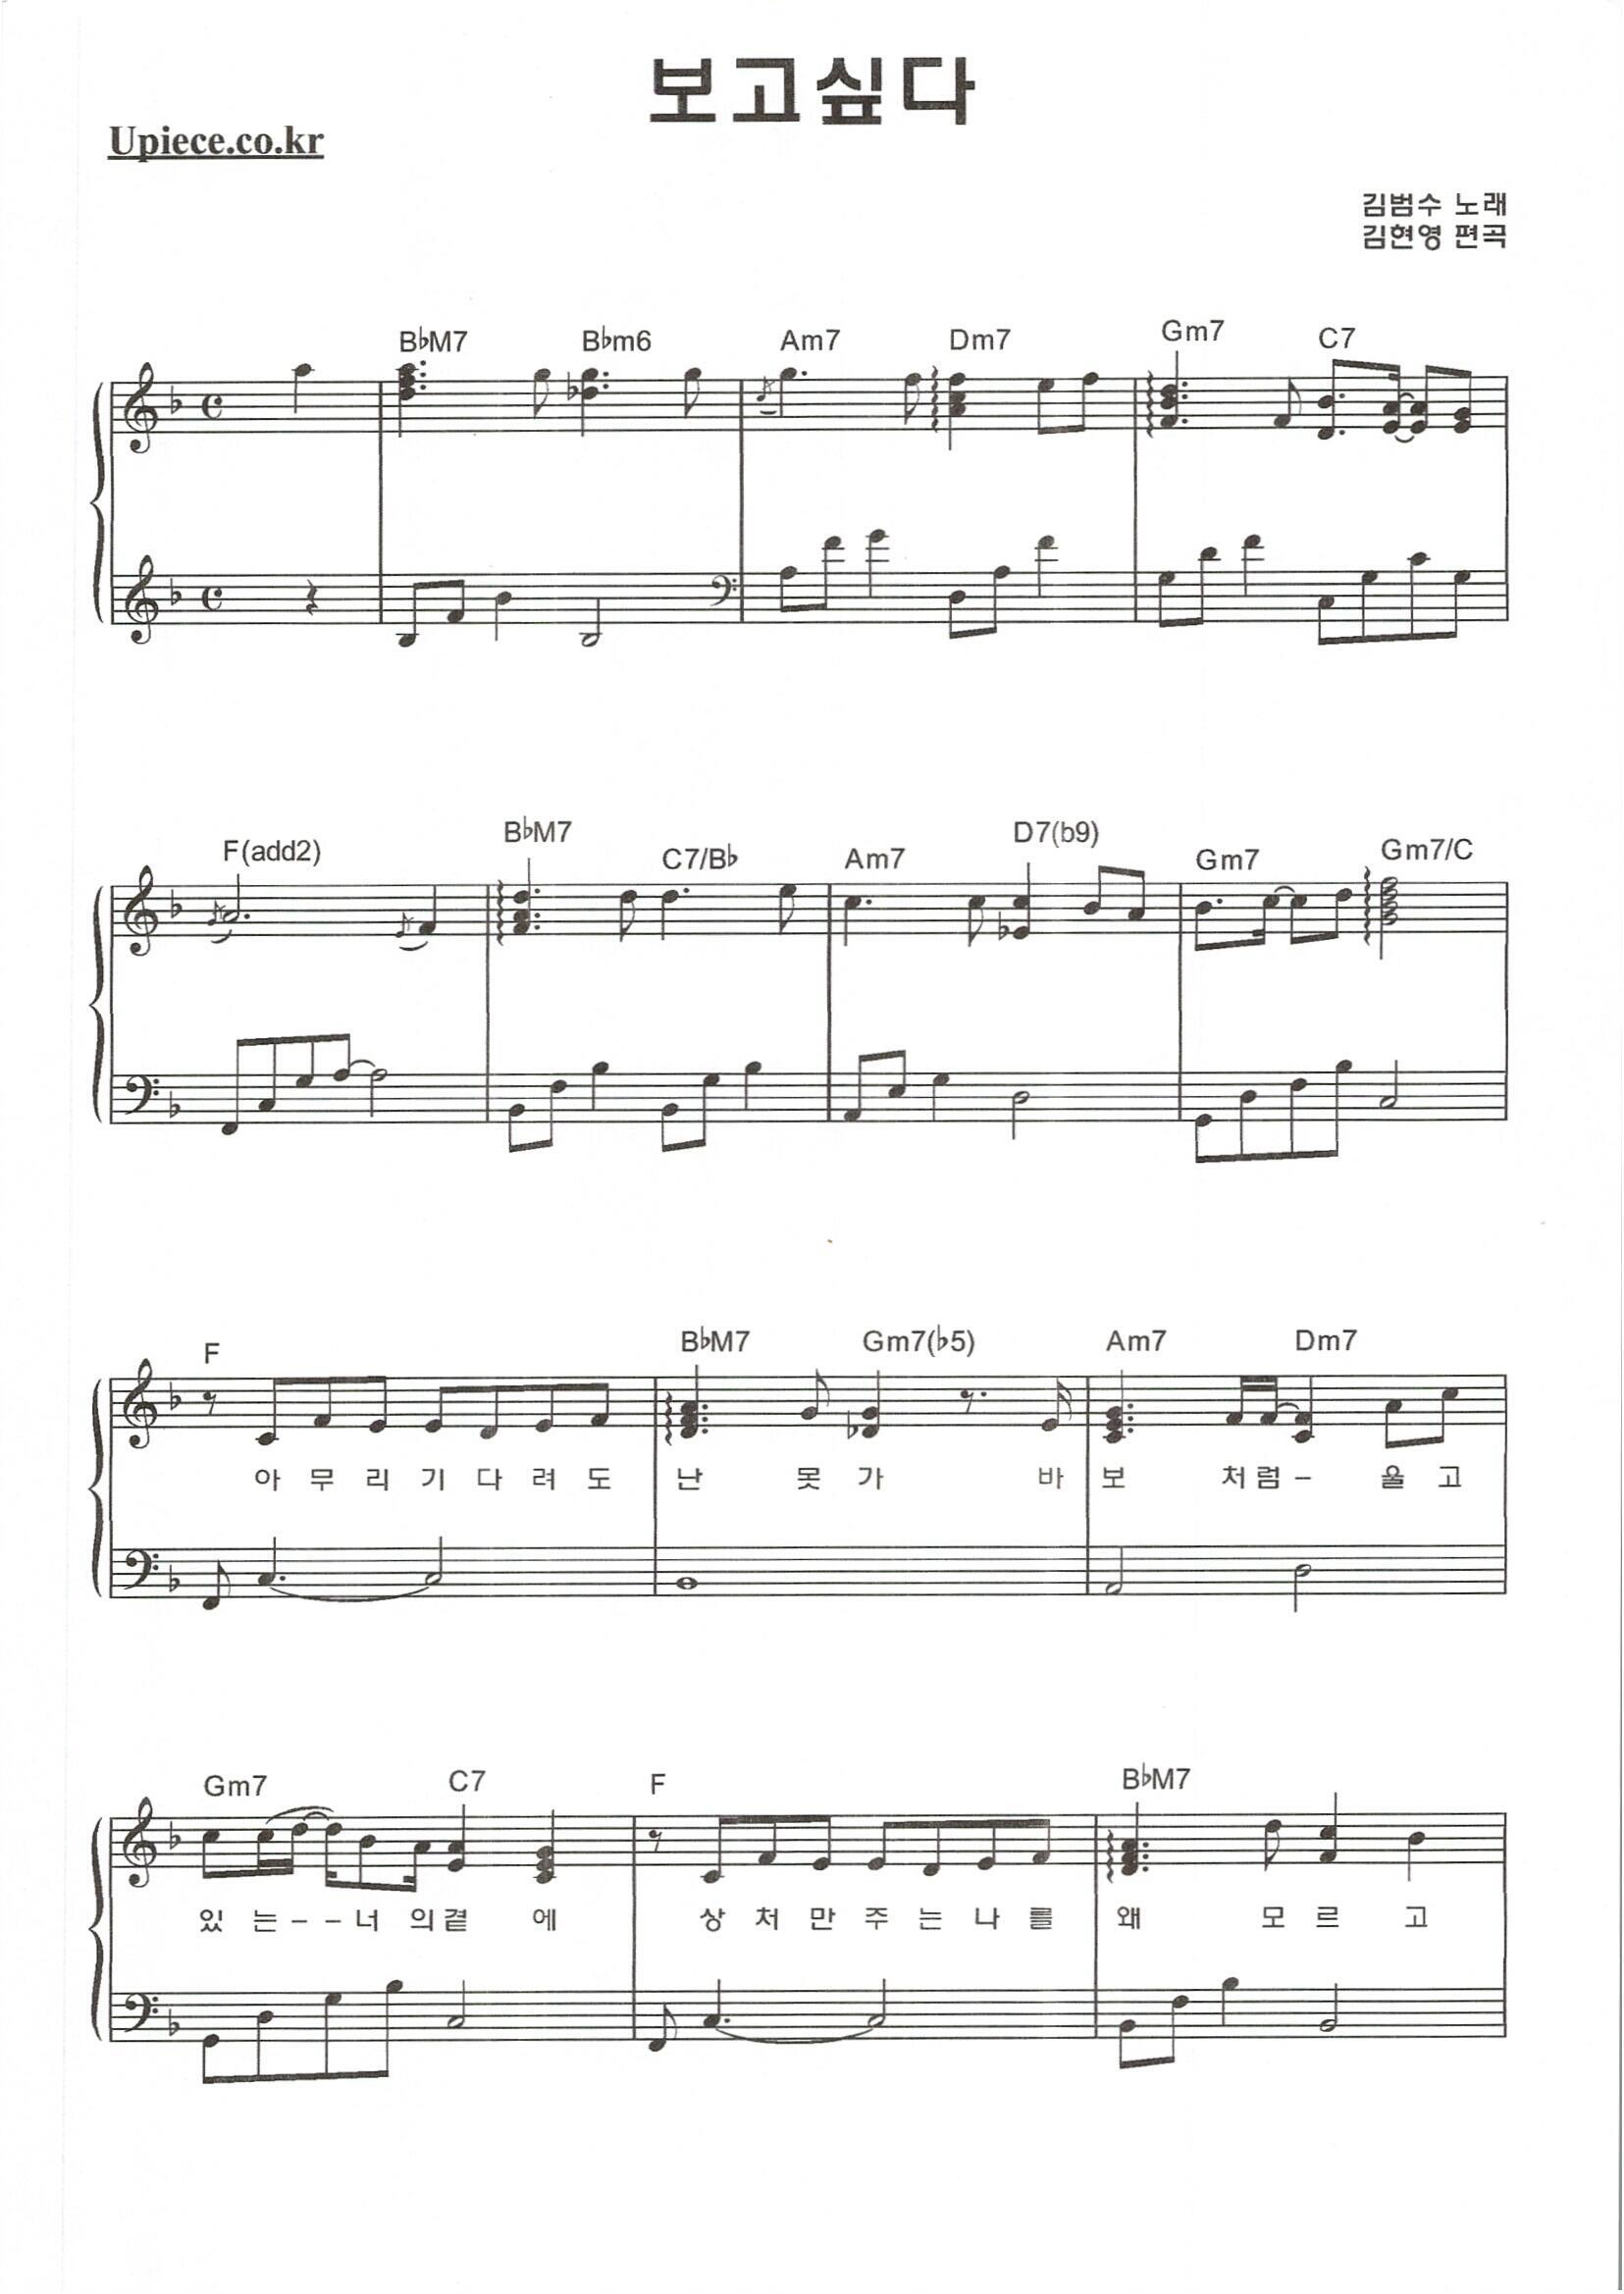 보고싶다
Upiece.co.kr
김범수 노래
김현영 편곡
B♭M7 B♭m6 Am7 Dm7 Gm7 C7
F(add2) B♭M7 C7/B♭ Am7 D7(b9) Gm7 Gm7/C
F B♭M7 Gm7(♭5) Am7 Dm7
아 무 리 기 다 려 도 난 못 가 바 보 처 럼 – 울 고
Gm7 C7 F B♭M7
있 는 – – 너 의 곁 에 상 처 만 주 는 나 를 왜 모 르 고